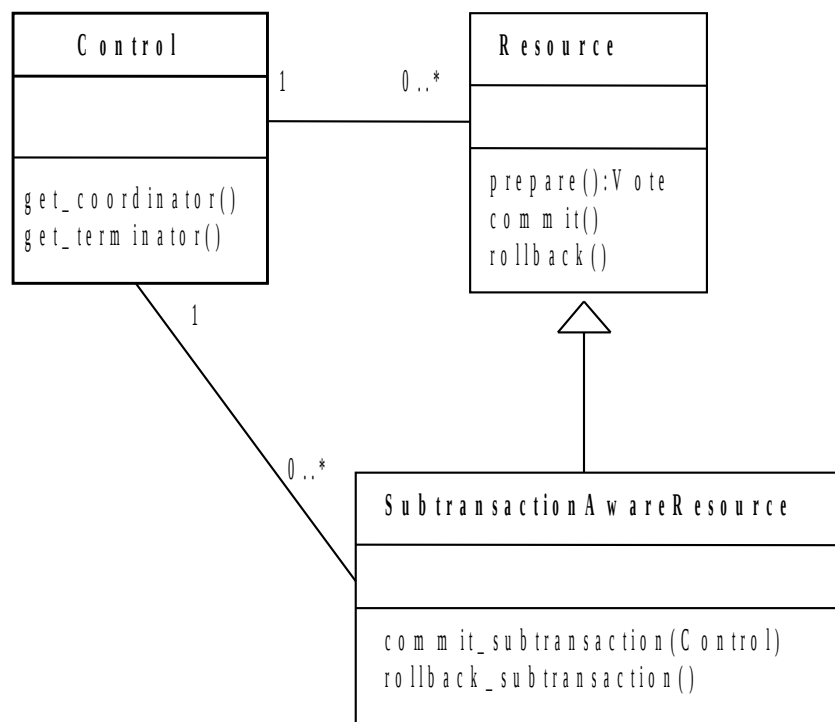 Control
get_coordinator()
get_terminator()
1
0..*
Resource
prepare():Vote
commit()
rollback()
1
0..*
SubtransactionAwareResource
commit_subtransaction(Control)
rollback_subtransaction()